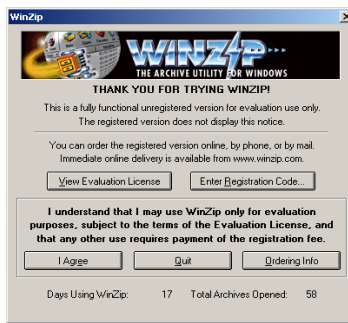 WinZip
WINZIP
THE ARCHIVE UTILITY FOR WINDOWS
THANK YOU FOR TRYING WINZIP!
This is a fully functional unregistered version for evaluation use only.
The registered version does not display this notice.
You can order the registered version online, by phone, or by mail.
Immediate online delivery is available from www.winzip.com.
View Evaluation License Enter Registration Code...
I understand that I may use WinZip only for evaluation
purposes, subject to the terms of the Evaluation License, and
that any other use requires payment of the registration fee.
I Agree Quit Ordering Info
Days Using WinZip: 17 Total Archives Opened: 58